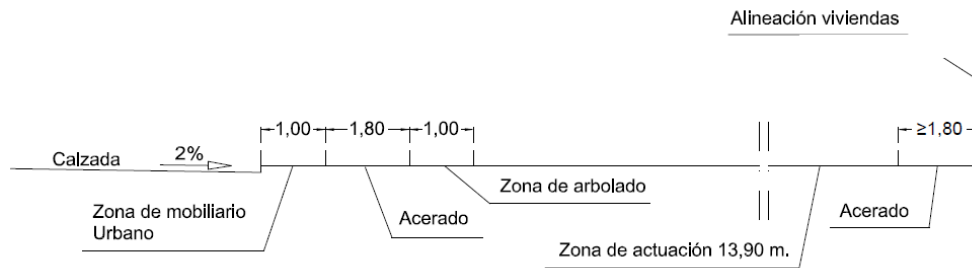 Alineación viviendas
1,00
1,80
1,00
≥1,80
Calzada
2%
Zona de arbolado
Zona de mobiliario
Urbano
Acerado
Acerado
Zona de actuación 13,90 m.